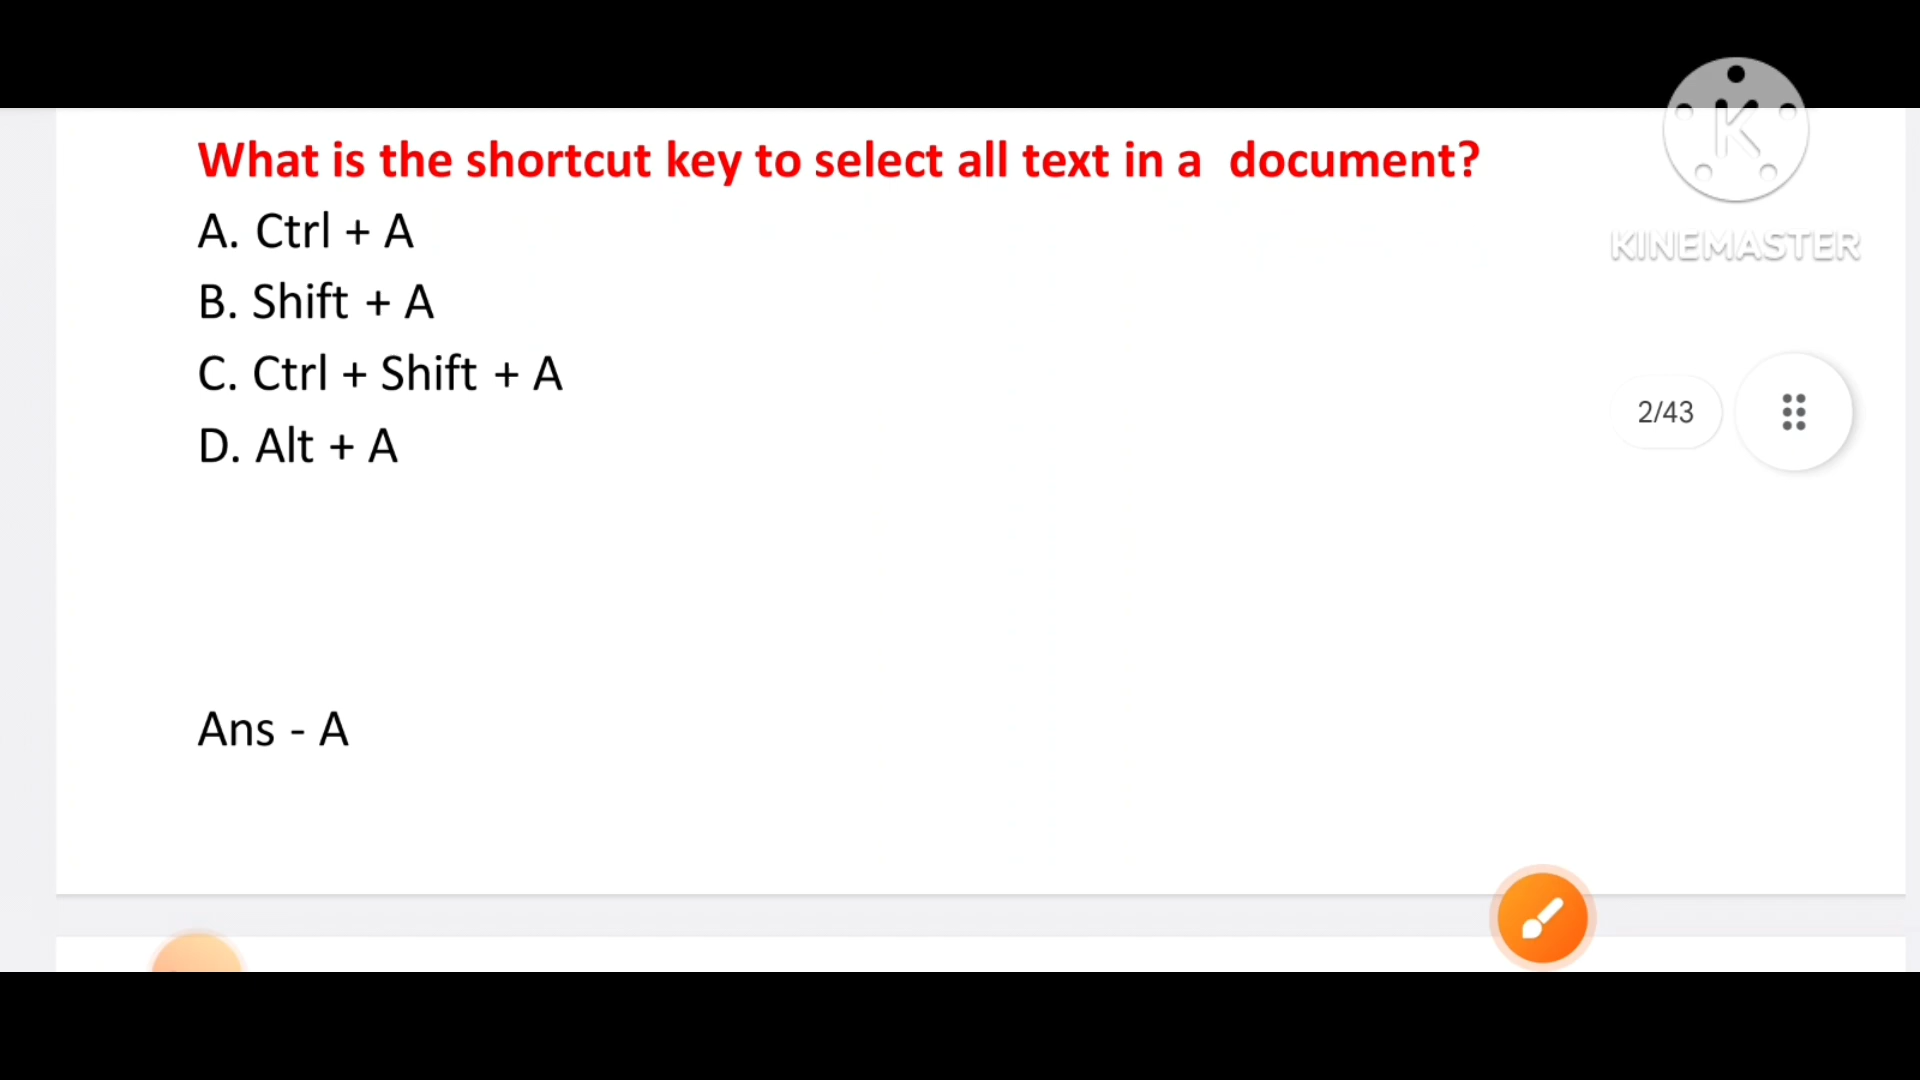 What is the shortcut key to select all text in a  document?
A. Ctrl + A
B. Shift + A
C. Ctrl + Shift + A
D. Alt + A
Ans - A
K
KINEMASTER
2/43